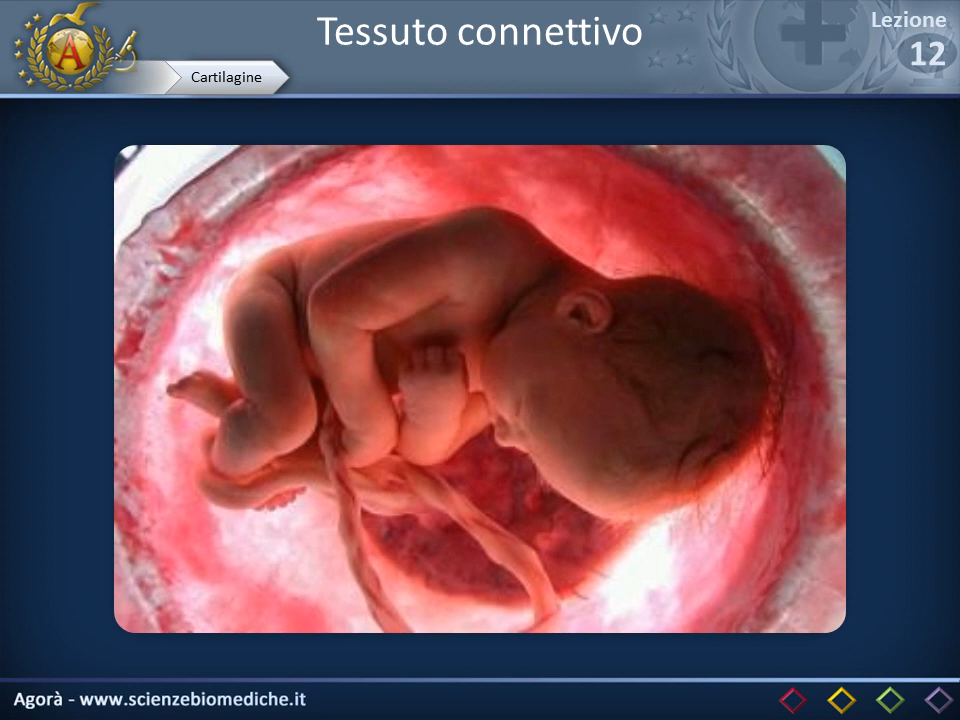 Tessuto connettivo
Lezione
12
A
Cartilagine
Agorà - www.scienzebiomediche.it